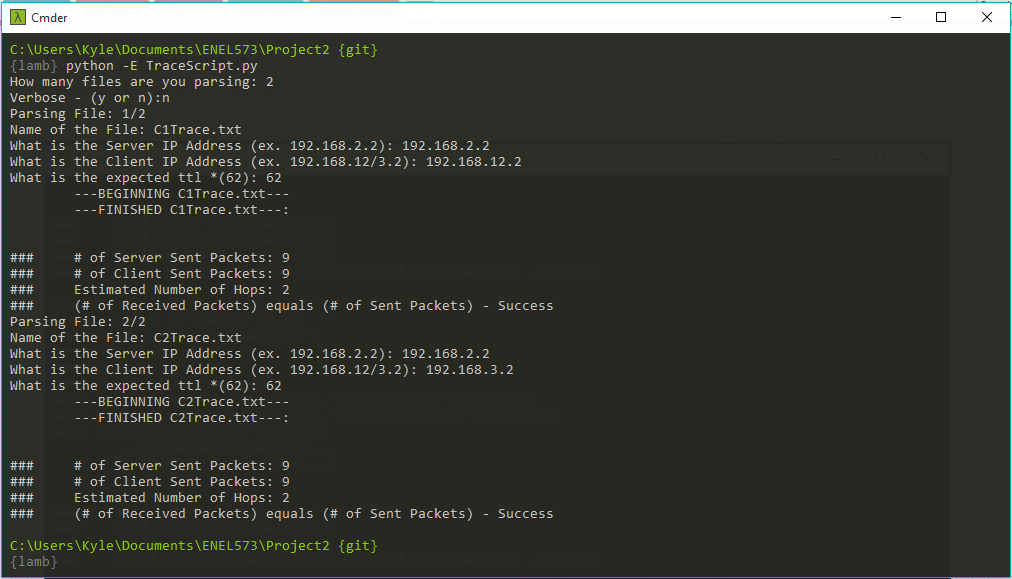 λ Cmder
C:\Users\Kyle\Documents\ENEL573\Project2 {git}
{lamb} python -E TraceScript.py
How many files are you parsing: 2
Verbose - (y or n):n
Parsing File: 1/2
Name of the File: C1Trace.txt
What is the Server IP Address (ex. 192.168.2.2): 192.168.2.2
What is the Client IP Address (ex. 192.168.12/3.2): 192.168.12.2
What is the expected ttl *(62): 62
---BEGINNING C1Trace.txt---
---FINISHED C1Trace.txt---:
### # of Server Sent Packets: 9
### # of Client Sent Packets: 9
### Estimated Number of Hops: 2
### (# of Received Packets) equals (# of Sent Packets) - Success
Parsing File: 2/2
Name of the File: C2Trace.txt
What is the Server IP Address (ex. 192.168.2.2): 192.168.2.2
What is the Client IP Address (ex. 192.168.12/3.2): 192.168.3.2
What is the expected ttl *(62): 62
---BEGINNING C2Trace.txt---
---FINISHED C2Trace.txt---:
### # of Server Sent Packets: 9
### # of Client Sent Packets: 9
### Estimated Number of Hops: 2
### (# of Received Packets) equals (# of Sent Packets) - Success
C:\Users\Kyle\Documents\ENEL573\Project2 {git}
{lamb}